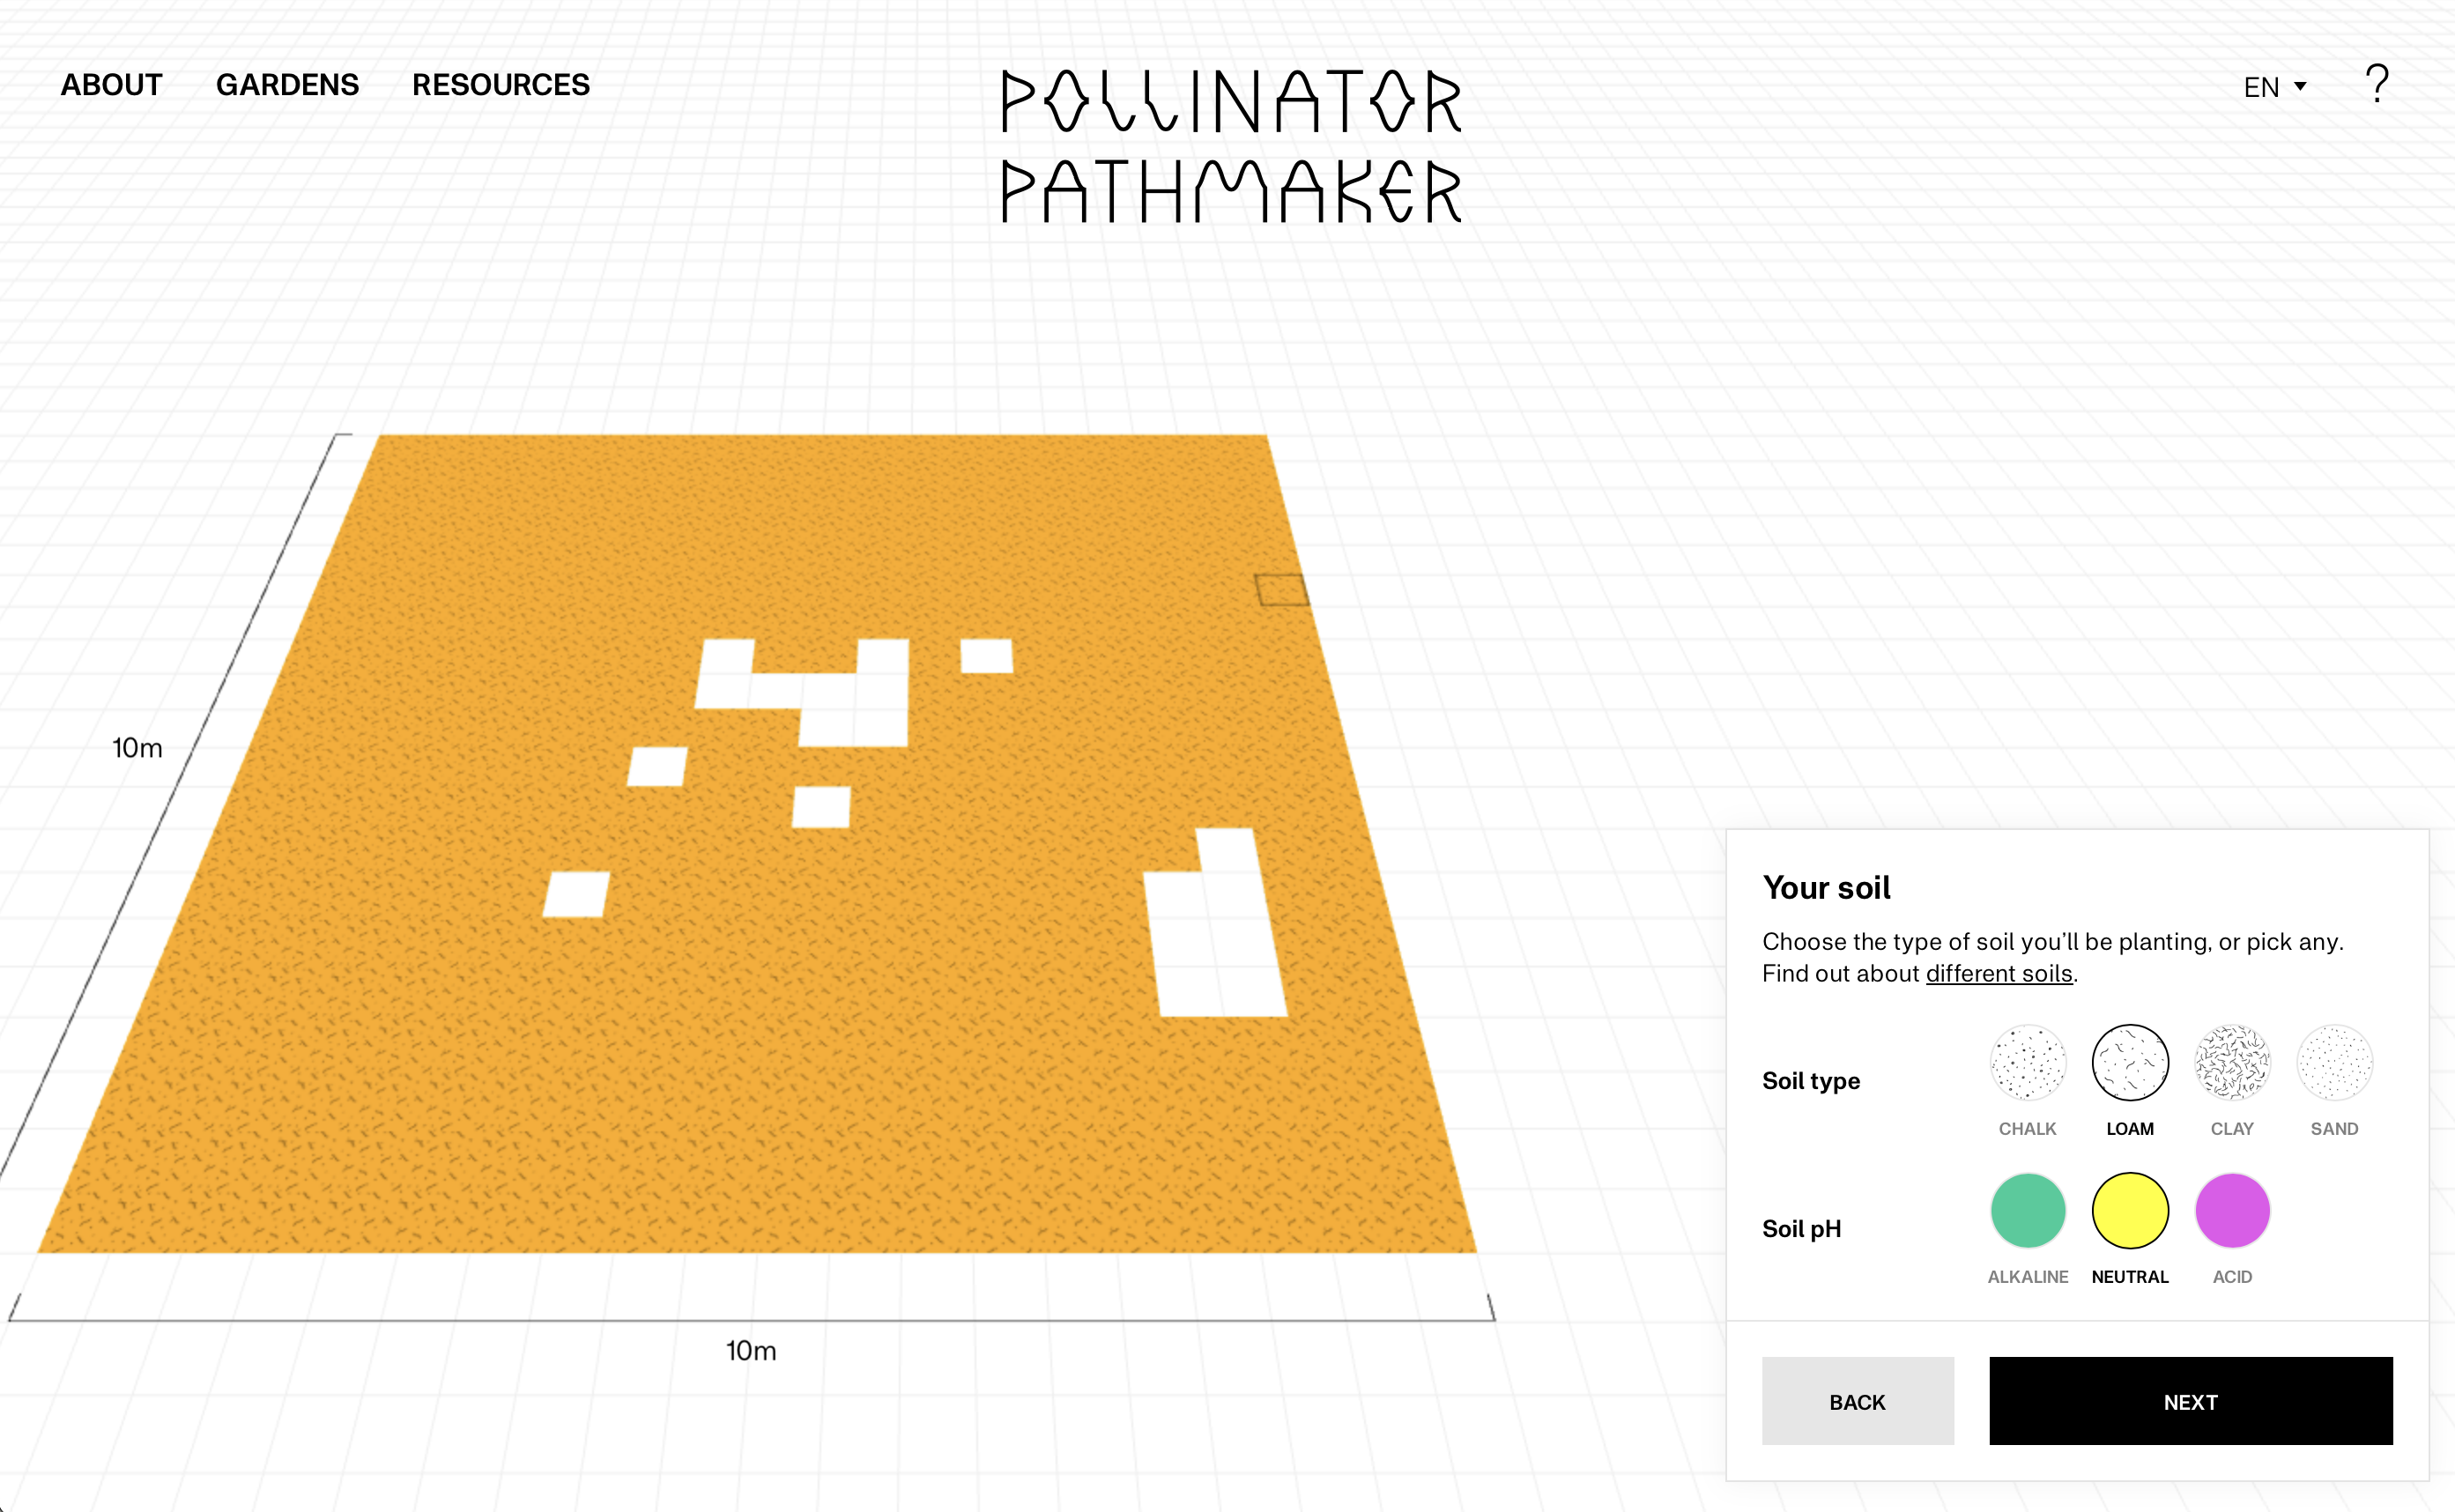 ABOUT GARDENS RESOURCES
POLLINATOR
PATHMAKER
EN ?
10m
10m
Your soil
Choose the type of soil you’ll be planting, or pick any.
Find out about different soils.
Soil type
CHALK LOAM CLAY SAND
Soil pH
ALKALINE NEUTRAL ACID
BACK NEXT